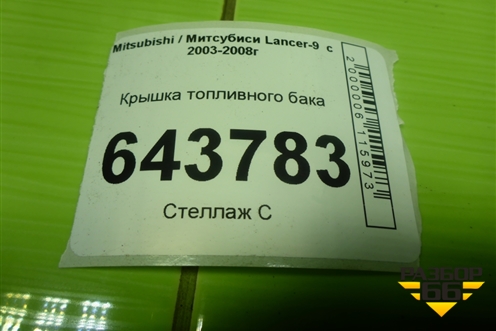 Mitsubishi / Митсубиси Lancer-9 с
2003-2008г
Крышка топливного бака
643783
Стеллаж С
2000006115973
РАЗБОР
66